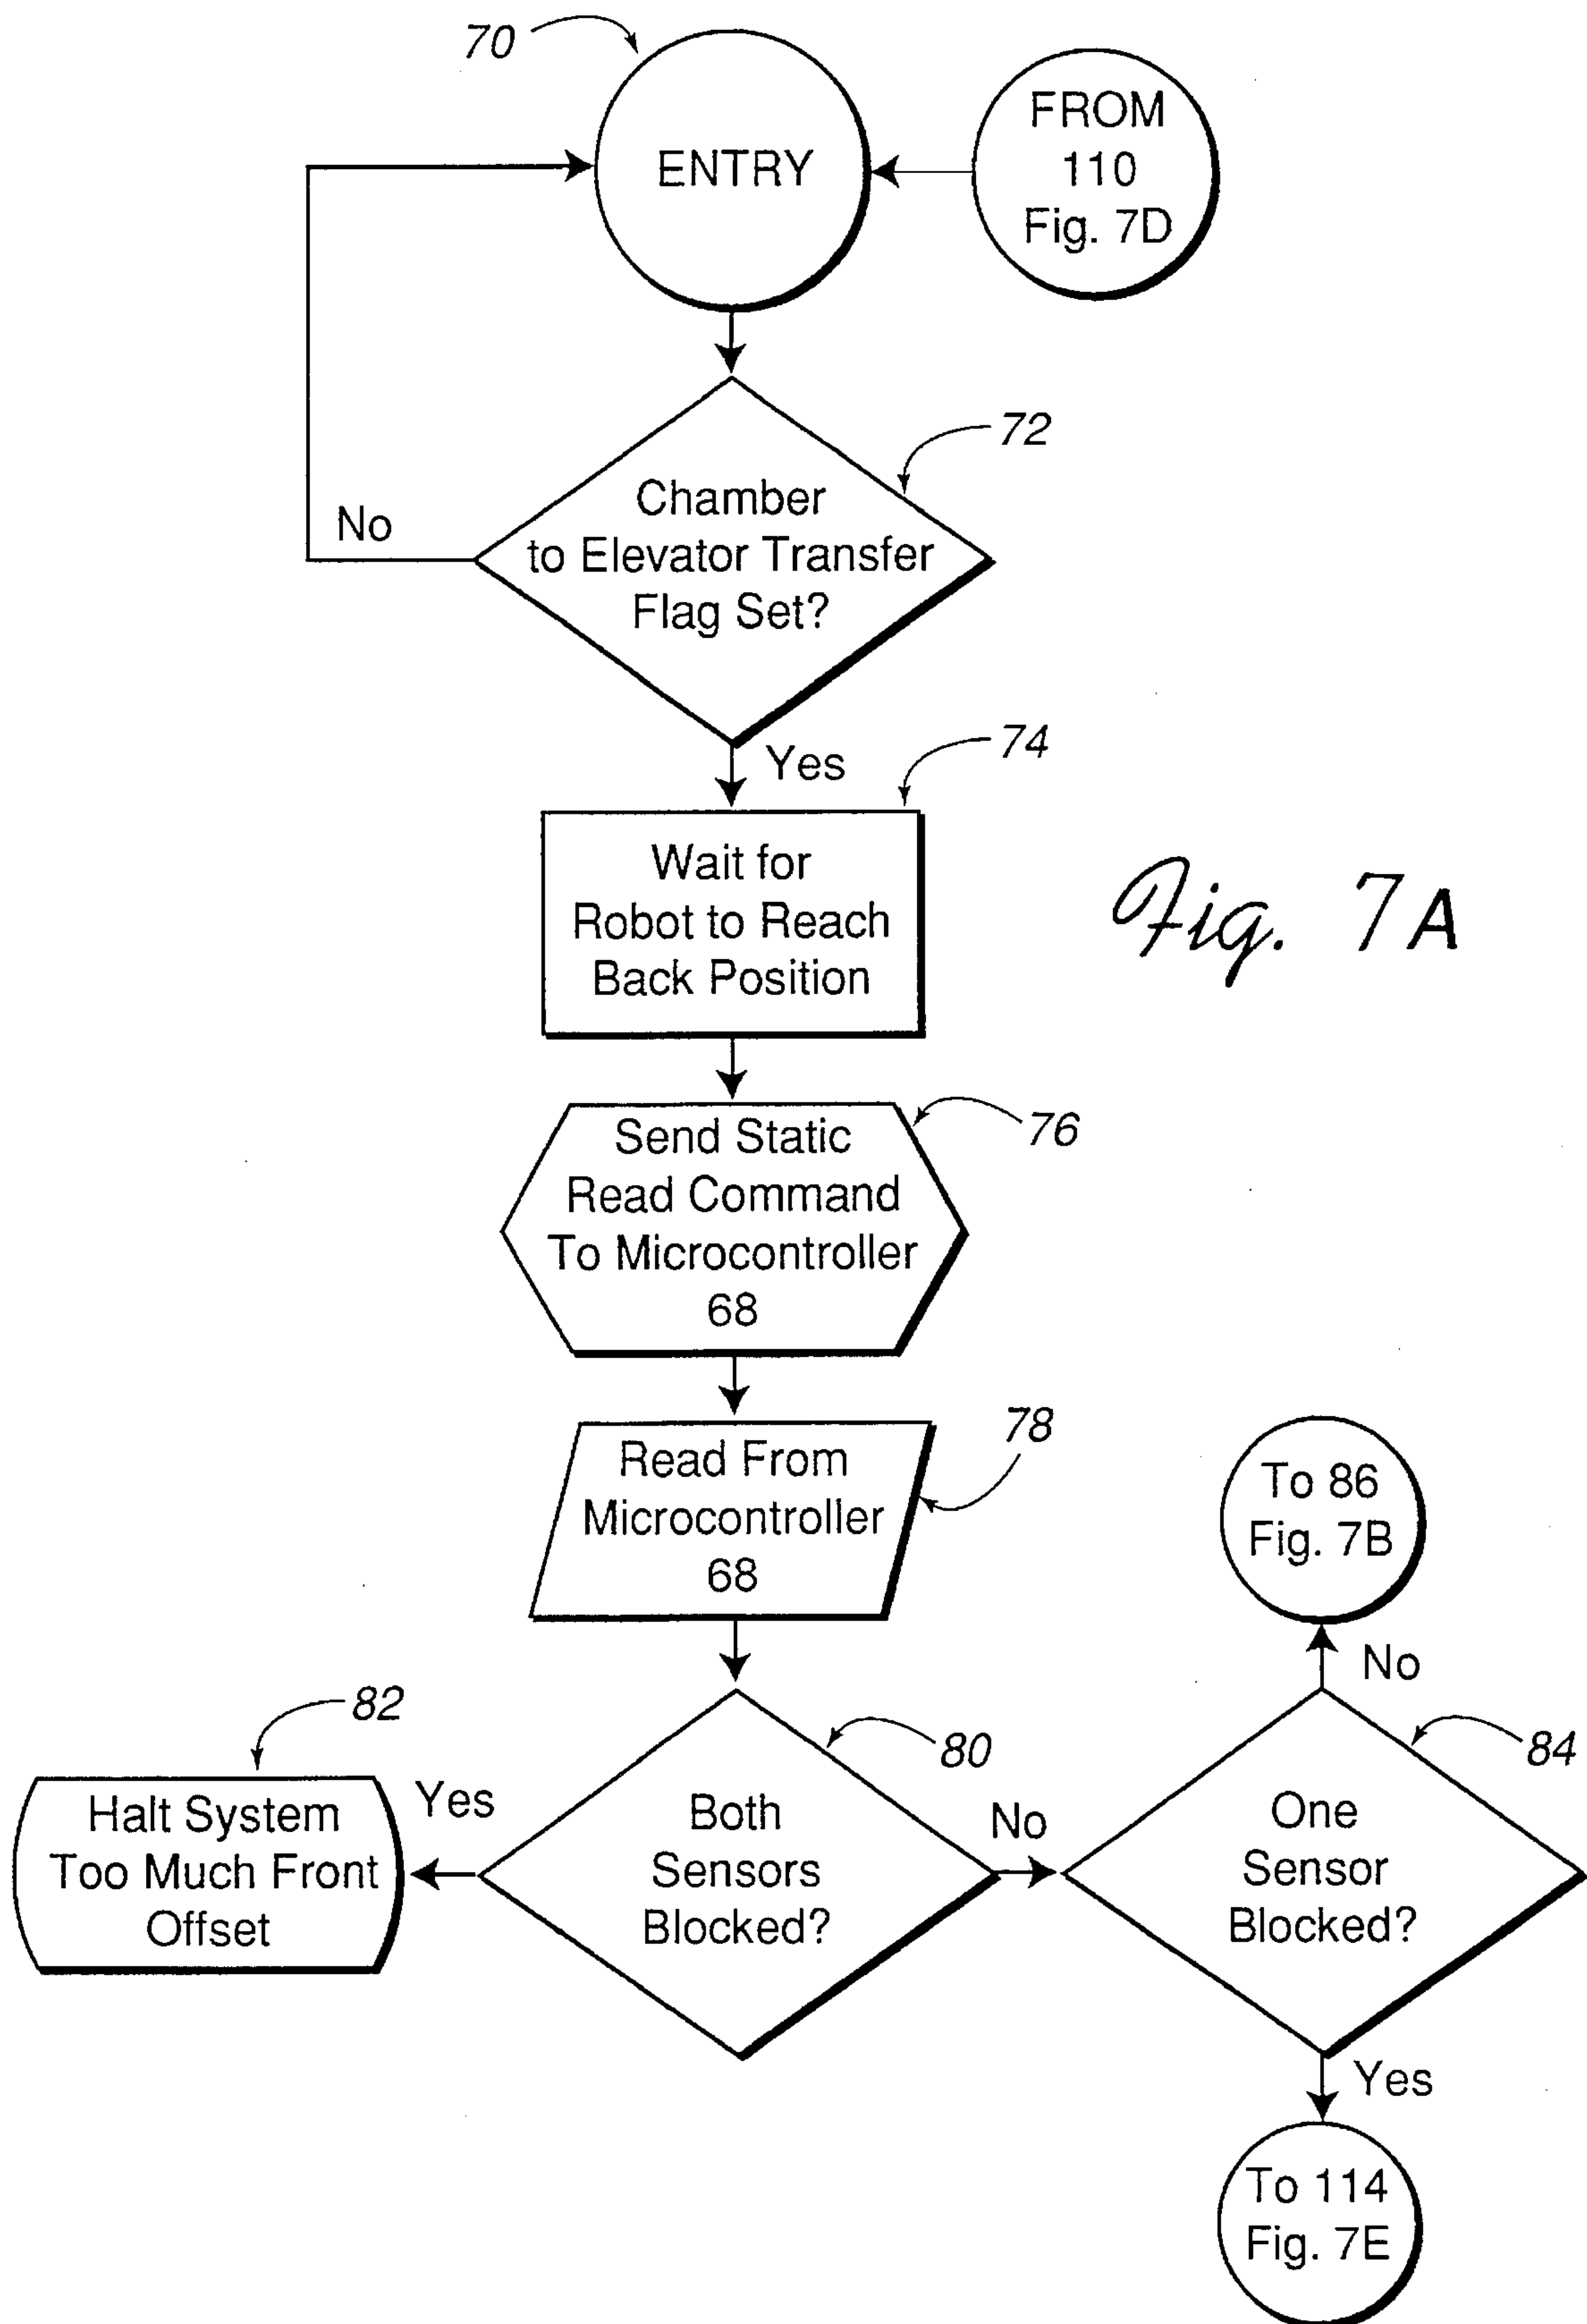 70
ENTRY
FROM
110
Fig. 7D
72
Chamber
to Elevator Transfer
Flag Set?
No
Yes
74
Wait for
Robot to Reach
Back Position
Fig. 7A
76
Send Static
Read Command
To Microcontroller
68
78
Read From
Microcontroller
68
To 86
Fig. 7B
No
82
Halt System
Too Much Front
Offset
Yes
80
Both
Sensors
Blocked?
No
84
One
Sensor
Blocked?
Yes
To 114
Fig. 7E